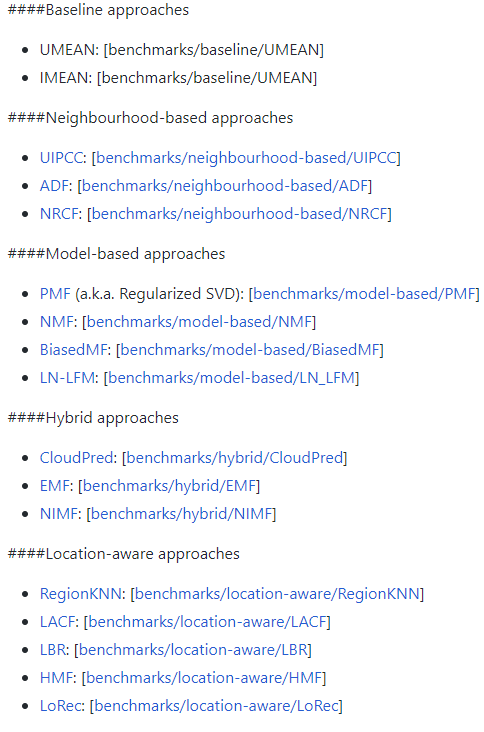 ####Baseline approaches
• UMEAN: [benchmarks/baseline/UMEAN]
• IMEAN: [benchmarks/baseline/UMEAN]
####Neighbourhood-based approaches
• UIPCC: [benchmarks/neighbourhood-based/UIPCC]
• ADF: [benchmarks/neighbourhood-based/ADF]
• NRCF: [benchmarks/neighbourhood-based/NRCF]
####Model-based approaches
• PMF (a.k.a. Regularized SVD): [benchmarks/model-based/PMF]
• NMF: [benchmarks/model-based/NMF]
• BiasedMF: [benchmarks/model-based/BiasedMF]
• LN-LFM: [benchmarks/model-based/LN_LFM]
####Hybrid approaches
• CloudPred: [benchmarks/hybrid/CloudPred]
• EMF: [benchmarks/hybrid/EMF]
• NIMF: [benchmarks/hybrid/NIMF]
####Location-aware approaches
• RegionKNN: [benchmarks/location-aware/RegionKNN]
• LACF: [benchmarks/location-aware/LACF]
• LBR: [benchmarks/location-aware/LBR]
• HMF: [benchmarks/location-aware/HMF]
• LoRec: [benchmarks/location-aware/LoRec]